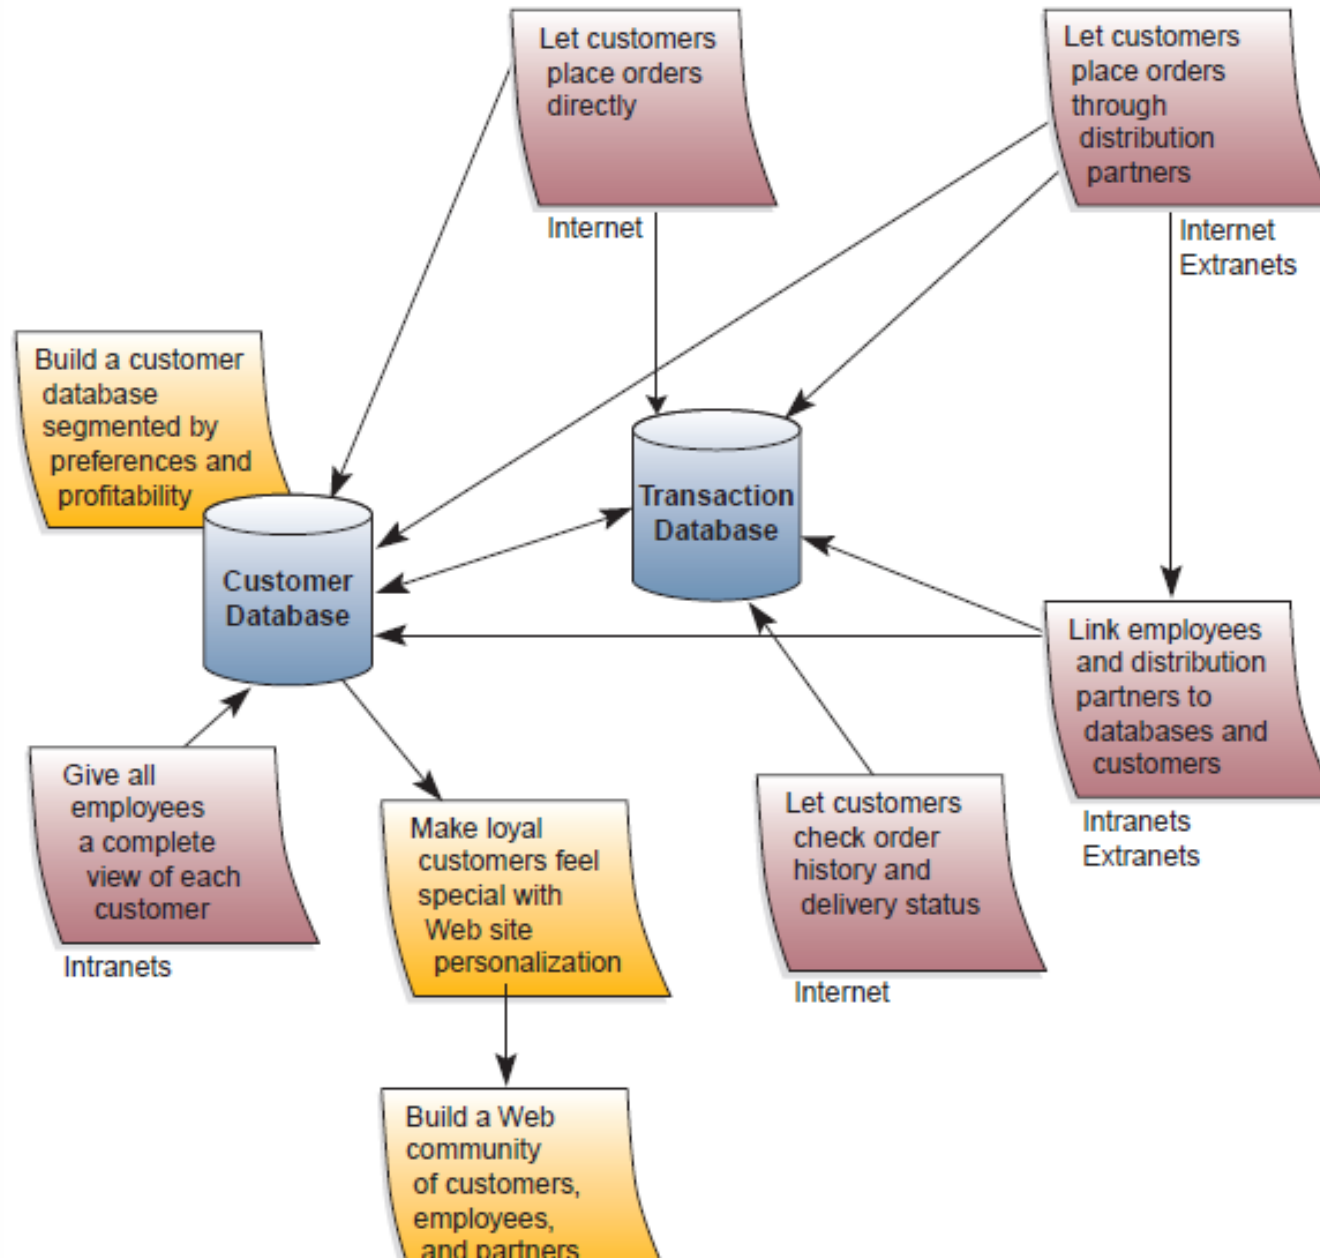 Let customers
place orders
directly
Internet
Let customers
place orders
through
distribution
partners
Internet
Extranets
Build a customer
database
segmented by
preferences and
profitability
Customer
Database
Transaction
Database
Link employees
and distribution
partners to
databases and
customers
Intranets
Extranets
Give all
employees
a complete
view of each
customer
Intranets
Make loyal
customers feel
special with
Web site
personalization
Let customers
check order
history and
delivery status
Internet
Build a Web
community
of customers,
employees,
and partners